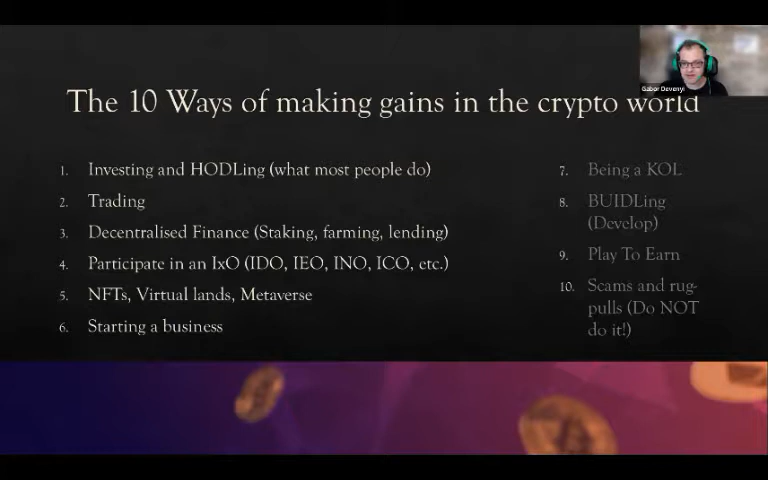 The 10 Ways of making gains in the crypto world
1. Investing and HODLing (what most people do)
2. Trading
3. Decentralised Finance (Staking, farming, lending)
4. Participate in an IxO (IDO, IEO, INO, ICO, etc.)
5. NFTs, Virtual lands, Metaverse
6. Starting a business
7. Being a KOL
8. BUIDLing
(Develop)
9. Play To Earn
10. Scams and rug-
pulls (Do NOT
do it!)
Gabor Devenyi